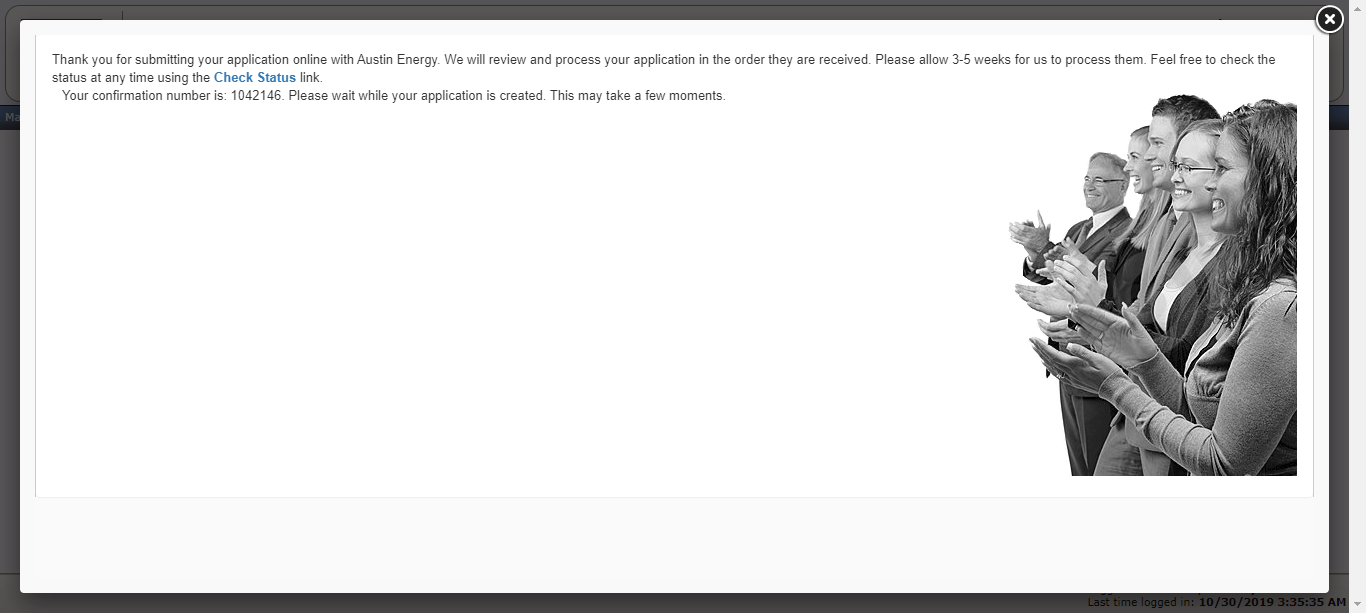 Thank you for submitting your application online with Austin Energy. We will review and process your application in the order they are received. Please allow 3-5 weeks for us to process them. Feel free to check the
status at any time using the Check Status link.
Your confirmation number is: 1042146. Please wait while your application is created. This may take a few moments.
Ma
Last time logged in: 10/30/2019 3:35:35 AM